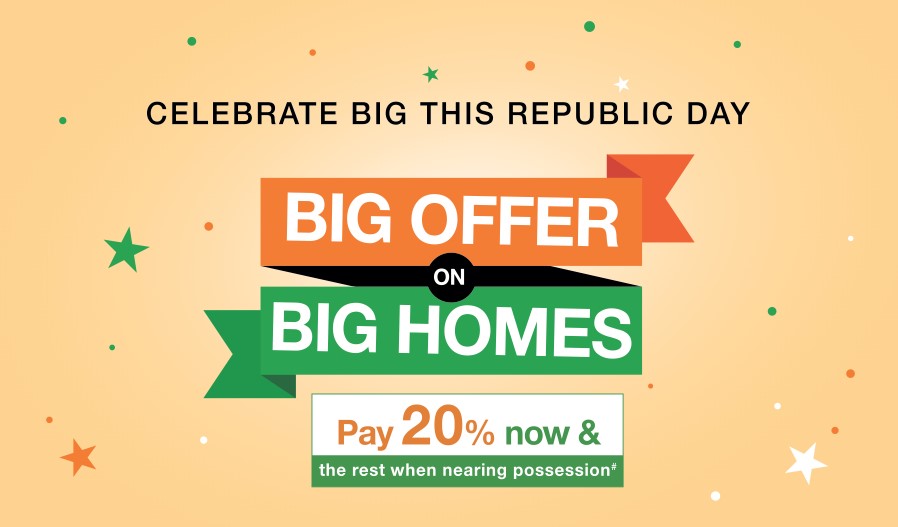 CELEBRATE BIG THIS REPUBLIC DAY
BIG OFFER
ON
BIG HOMES
Pay 20% now &
the rest when nearing possession#